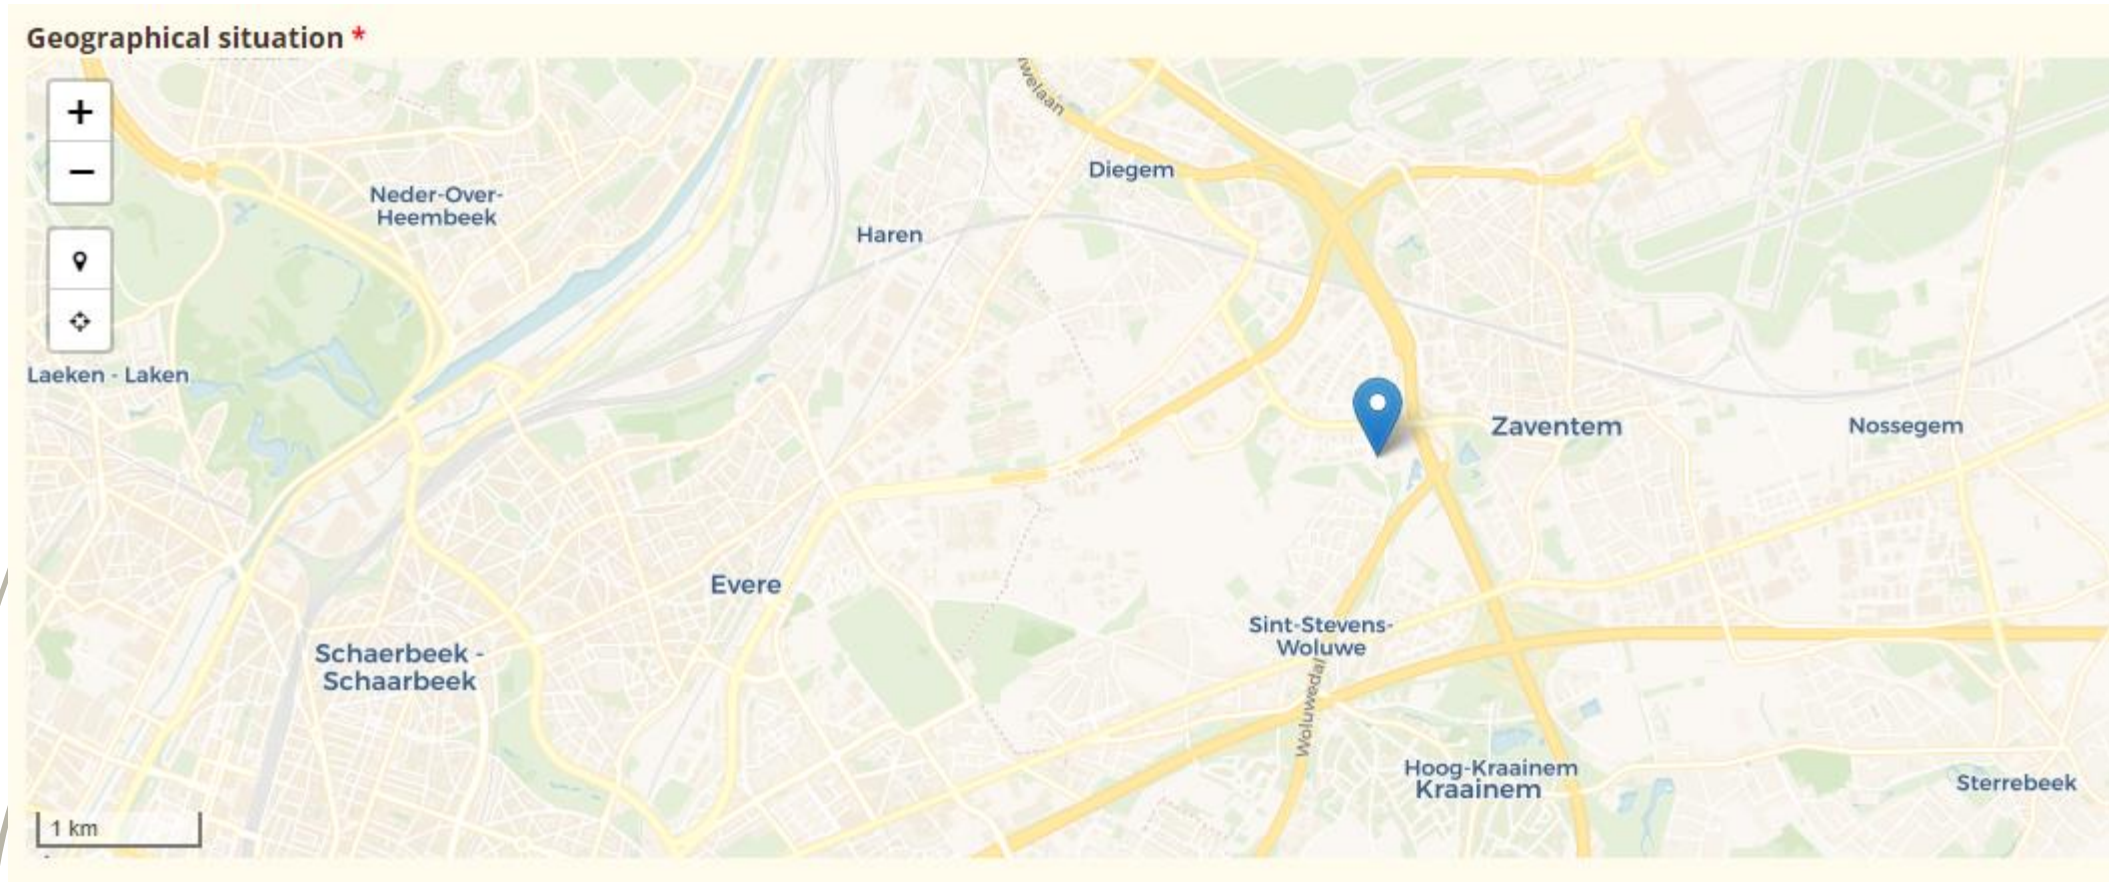 Geographical situation *
+
−
welaan
Diegem
Neder-Over-
Heembeek
Haren
Laeken - Laken
Zaventem
Nossegem
Evere
Sint-Stevens-
Woluwe
Schaerbeek -
Schaarbeek
Woluwedal
Hoog-Kraainem
Kraainem
Sterrebeek
1 km